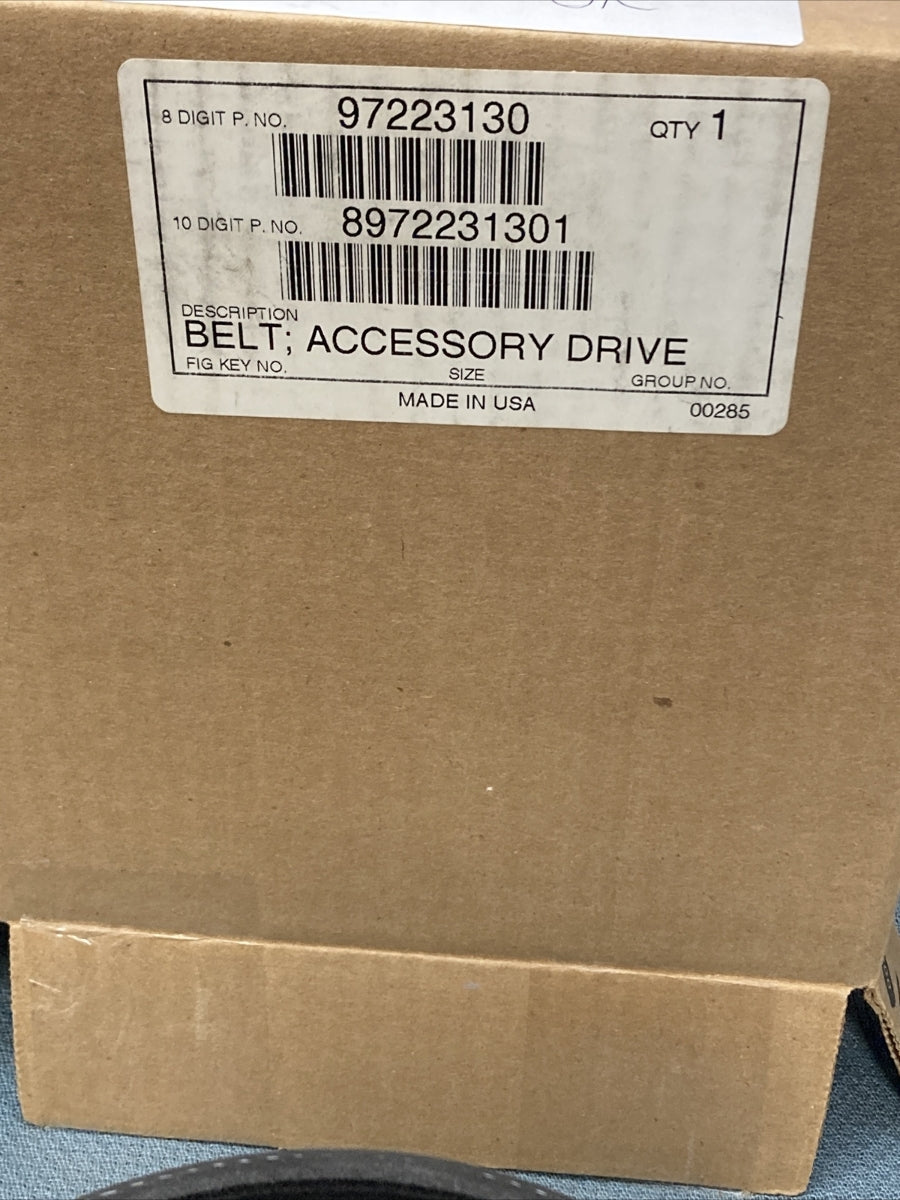 8 DIGIT P. NO. 97223130 QTY 1
10 DIGIT P. NO. 8972231301
DESCRIPTION
BELT; ACCESSORY DRIVE
FIG KEY NO. SIZE GROUP NO.
MADE IN USA 00285